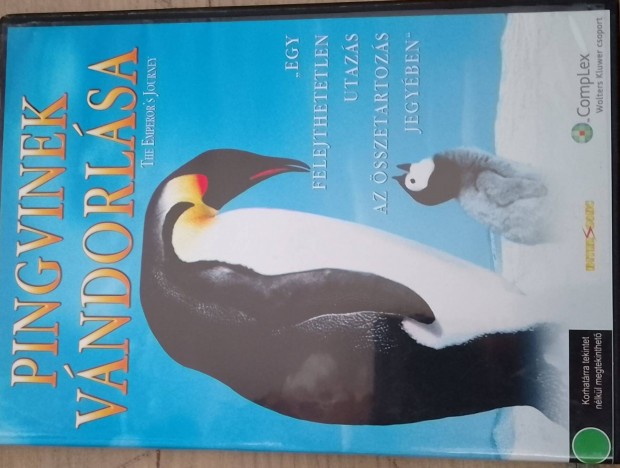 PINGVINEK
VÁNDORLÁSA
THE EMPEROR'S JOURNEY
„EGY
FELEJTHETETLEN
UTAZÁS
AZ ÖSSZETARTOZÁS
JEGYÉBEN”
CompLex
Wolters Kluwer csoport
INTERSONIC
Korhatárra tekintet
nélkül megtekinthető